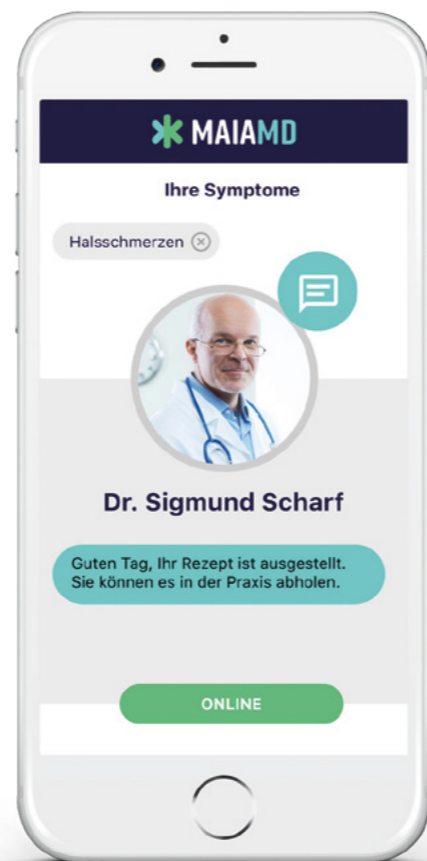 MAIAMD
Ihre Symptome
Halsschmerzen
Dr. Sigmund Scharf
Guten Tag, Ihr Rezept ist ausgestellt.
Sie können es in der Praxis abholen.
ONLINE